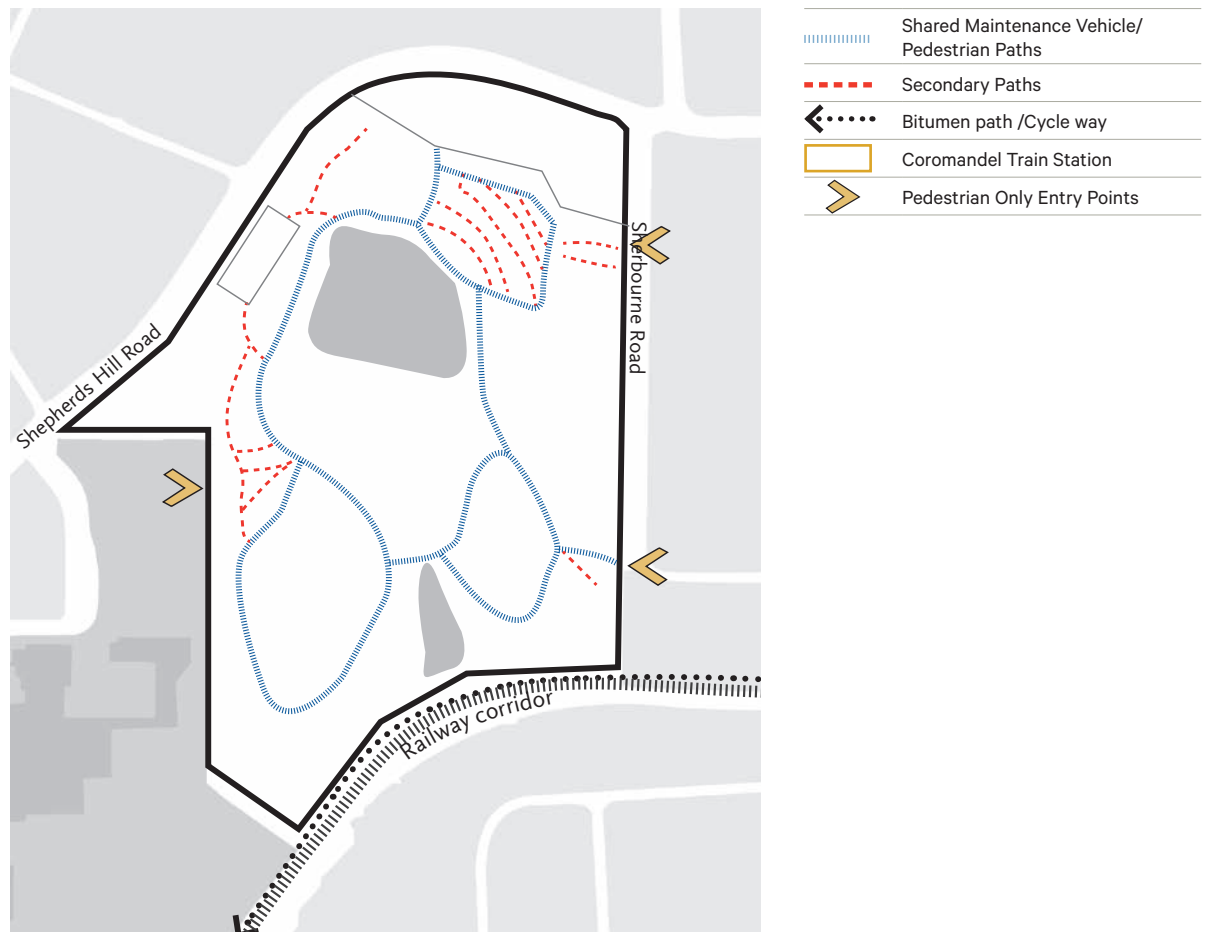 Shared Maintenance Vehicle/
Pedestrian Paths
Secondary Paths
Bitumen path /Cycle way
Coromandel Train Station
Pedestrian Only Entry Points
Sherbourne Road
Shepherds Hill Road
Railway corridor